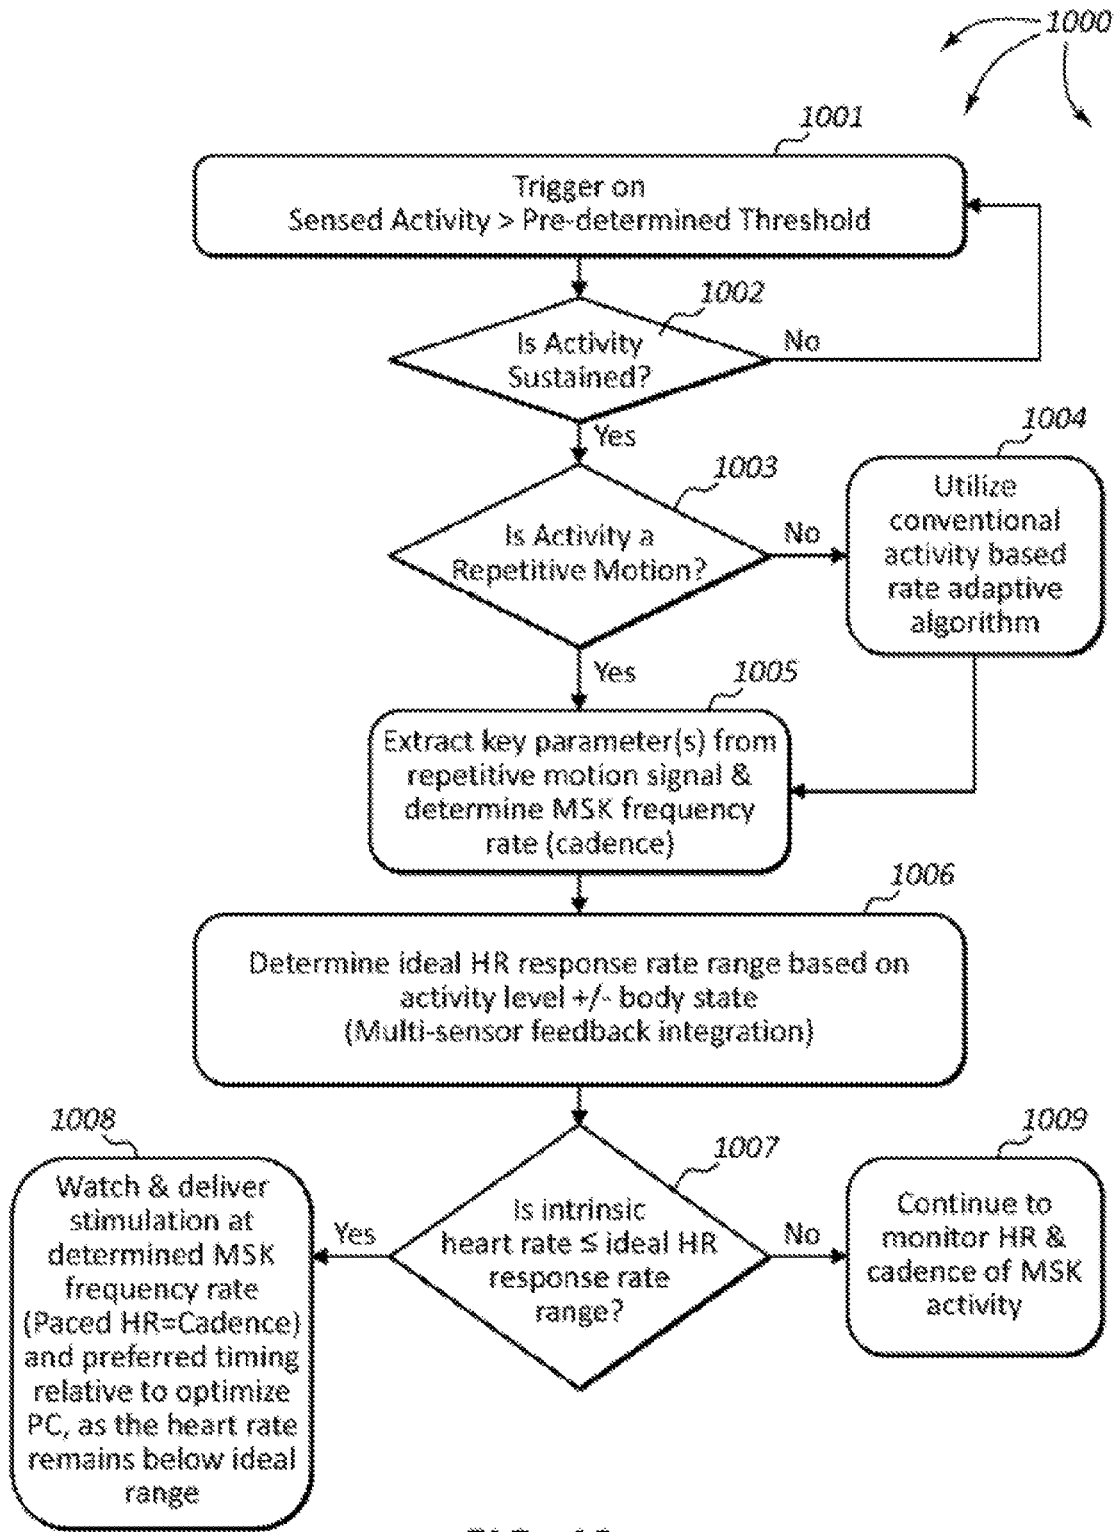 1000
1001
Trigger on
Sensed Activity > Pre-determined Threshold
1002
Is Activity
Sustained?
No
Yes
1003
Is Activity a
Repetitive Motion?
No
1004
Utilize
conventional
activity based
rate adaptive
algorithm
Yes
1005
Extract key parameter(s) from
repetitive motion signal &
determine MSK frequency
rate (cadence)
1006
Determine ideal HR response rate range based on
activity level +/- body state
(Multi-sensor feedback integration)
1007
Is intrinsic
heart rate ≤ ideal HR
response rate
range?
Yes
No
1008
Watch & deliver
stimulation at
determined MSK
frequency rate
(Paced HR=Cadence)
and preferred timing
relative to optimize
PC, as the heart rate
remains below ideal
range
1009
Continue to
monitor HR &
cadence of MSK
activity